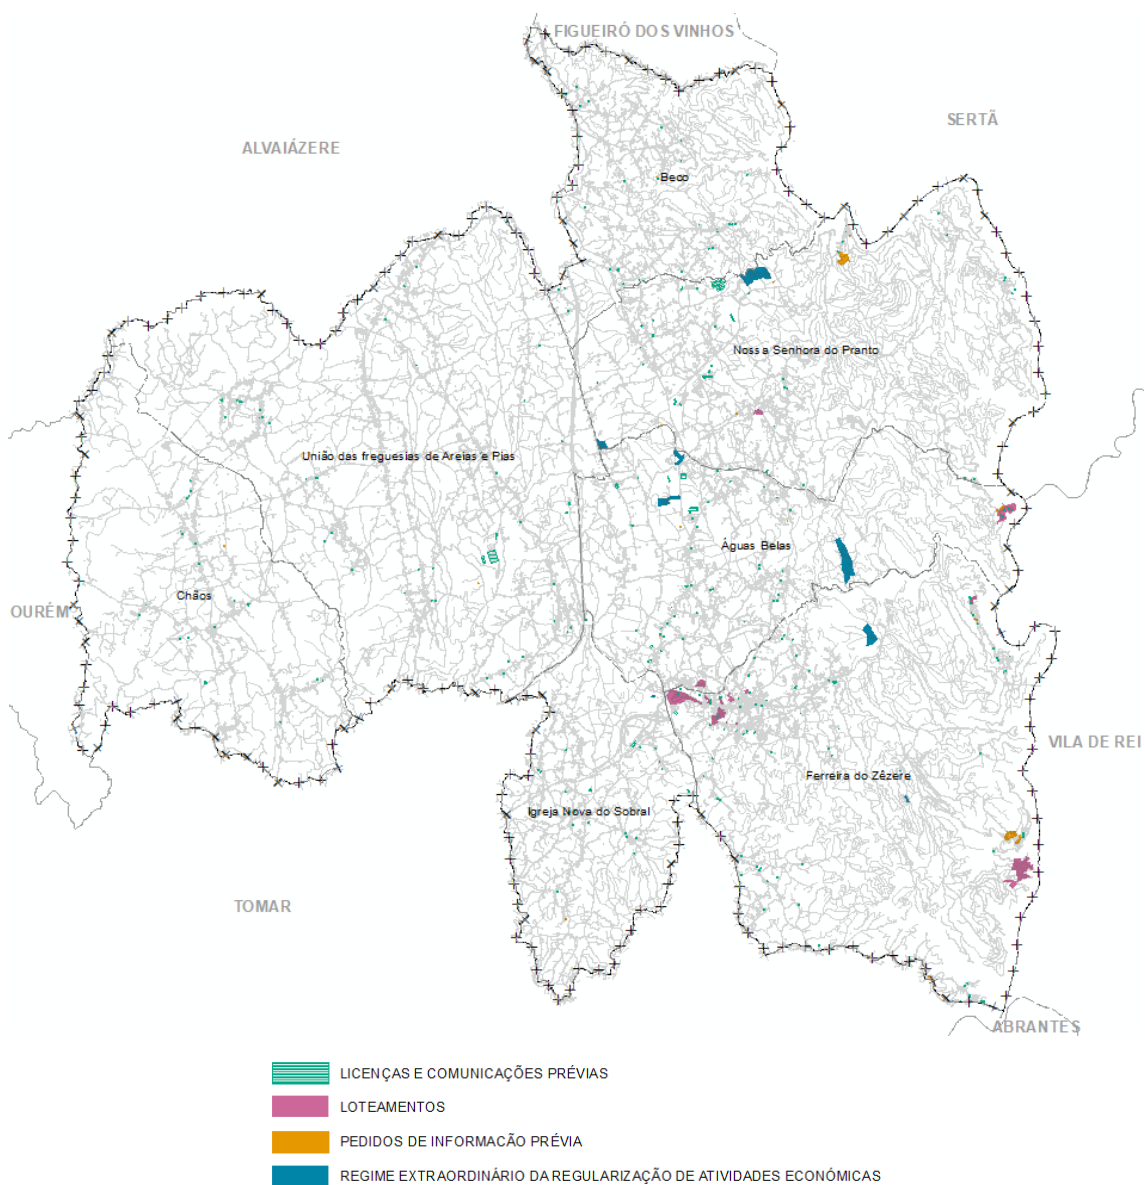 FIGUEIRÓ DOS VINHOS
SERTÃ
ALVAIÁZERE
Beco
Nossa Senhora do Pranto
União das freguesias de Areias e Pias
Águas Belas
Chãos
OURÉM
VILA DE REI
Ferreira do Zêzere
Igreja Nova do Sobral
TOMAR
ABRANTES
LICENÇAS E COMUNICAÇÕES PRÉVIAS
LOTEAMENTOS
PEDIDOS DE INFORMACÃO PRÉVIA
REGIME EXTRAORDINÁRIO DA REGULARIZAÇÃO DE ATIVIDADES ECONÓMICAS